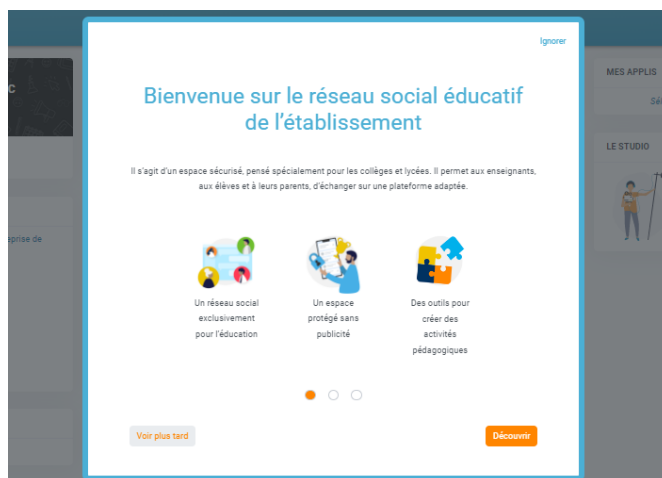 Ignorer
Bienvenue sur le réseau social éducatif
de l'établissement
Il s'agit d'un espace sécurisé, pensé spécialement pour les collèges et lycées. Il permet aux enseignants,
aux élèves et à leurs parents, d'échanger sur une plateforme adaptée.
Un réseau social
exclusivement
pour l'éducation
Un espace
protégé sans
publicité
Des outils pour
créer des
activités
pédagogiques
Voir plus tard
Découvrir
MES APPLIS
LE STUDIO